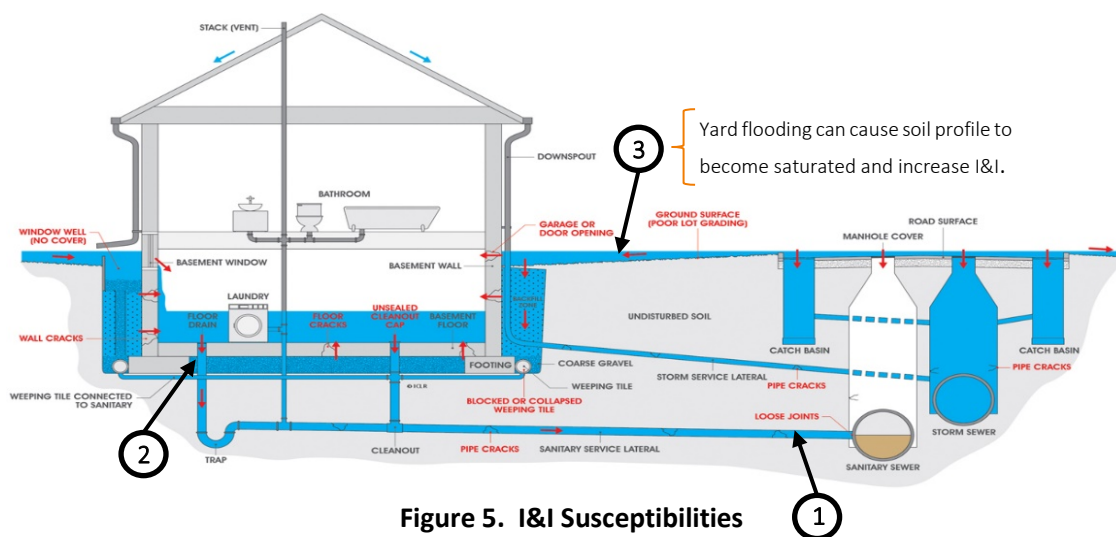 STACK (VENT)
3
Yard flooding can cause soil profile to
become saturated and increase I&I.
DOWNSPOUT
BATHROOM
WINDOW WELL
(NO COVER)
GARAGE OR
DOOR OPENING
GROUND SURFACE
(POOR LOT GRADING)
ROAD SURFACE
MANHOLE COVER
BASEMENT WINDOW
BASEMENT WALL
LAUNDRY
UNSEALED
CLEANOUT
CAP
BACKFILL
ZONE
FLOOR
DRAIN
FLOOR
CRACKS
BASEMENT
FLOOR
UNDISTURBED SOIL
WALL CRACKS
CATCH BASIN
CATCH BASIN
FOOTING
COARSE GRAVEL
STORM SERVICE LATERAL
PIPE CRACKS
PIPE CRACKS
© ICLR
WEEPING TILE
WEEPING TILE CONNECTED
TO SANITARY
BLOCKED OR COLLAPSED
WEEPING TILE
LOOSE JOINTS
STORM SEWER
2
TRAP
CLEANOUT
PIPE CRACKS
SANITARY SERVICE LATERAL
SANITARY SEWER
Figure 5. I&I Susceptibilities
1